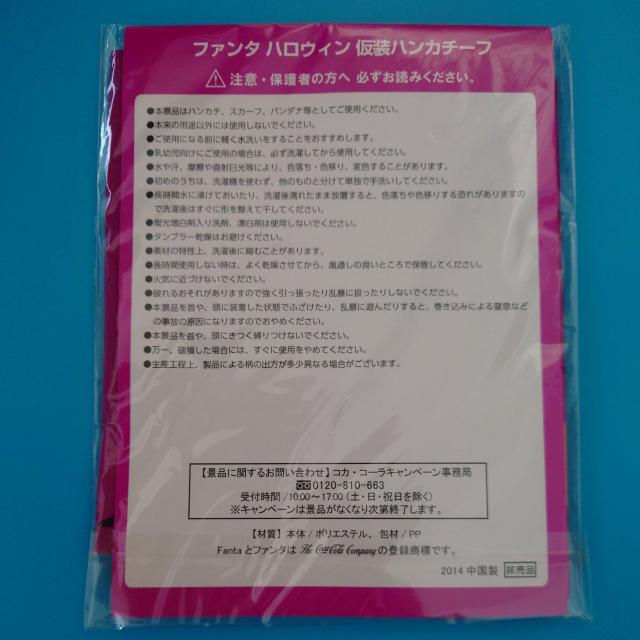 ファンタ ハロウィン 仮装ハンカチーフ
⚠ 注意・保護者の方へ 必ずお読みください。
●本景品はハンカチ、スカーフ、バンダナ等としてご使用ください。
●本来の用途以外には使用しないでください。
●ご使用になる前に軽く水洗いをすることをおすすめします。
●乳幼児向けにご使用の場合は、必ず洗濯してから使用してください。
●水や汗、摩擦や直射日光等により、色落ち・色移り、変色することがあります。
●初めのうちは、洗濯機を使わず、他のものと分けて単独で手洗いしてください。
●長時間水に浸けておいたり、洗濯後濡れたまま放置すると、色落ちや色移りする恐れがありますの
で洗濯後はすぐに形を整えて干してください。
●蛍光増白剤入り洗剤、漂白剤は使用しないでください。
●タンブラー乾燥はお避けください。
●素材の特性上、洗濯後に縮むことがあります。
●長時間使用しない時は、よく乾燥させてから、風通しの良いところで保管してください。
●火気に近づけないでください。
●破れるおそれがありますので強く引っ張ったり乱暴に扱ったりしないでください。
●本景品を首や、頭に装着した状態でふざけたり、乱暴に遊んだりすると、巻き込みによる窒息など
の事故の原因になりますのでおやめください。
●本景品を首や、頭にきつく縛りつけないでください。
●万一、破損した場合には、すぐに使用をやめてください。
●生産工程上、製品による柄の出方が多少異なる場合がございます。
【景品に関するお問い合わせ】コカ・コーラキャンペーン事務局
0120-810-663
受付時間/10:00〜17:00(土・日・祝日を除く)
※キャンペーンは景品がなくなり次第終了します。
【材質】本体/ポリエステル、包材/PP
Fantaとファンタは The Coca-Cola Company の登録商標です。
2014 中国製 非売品